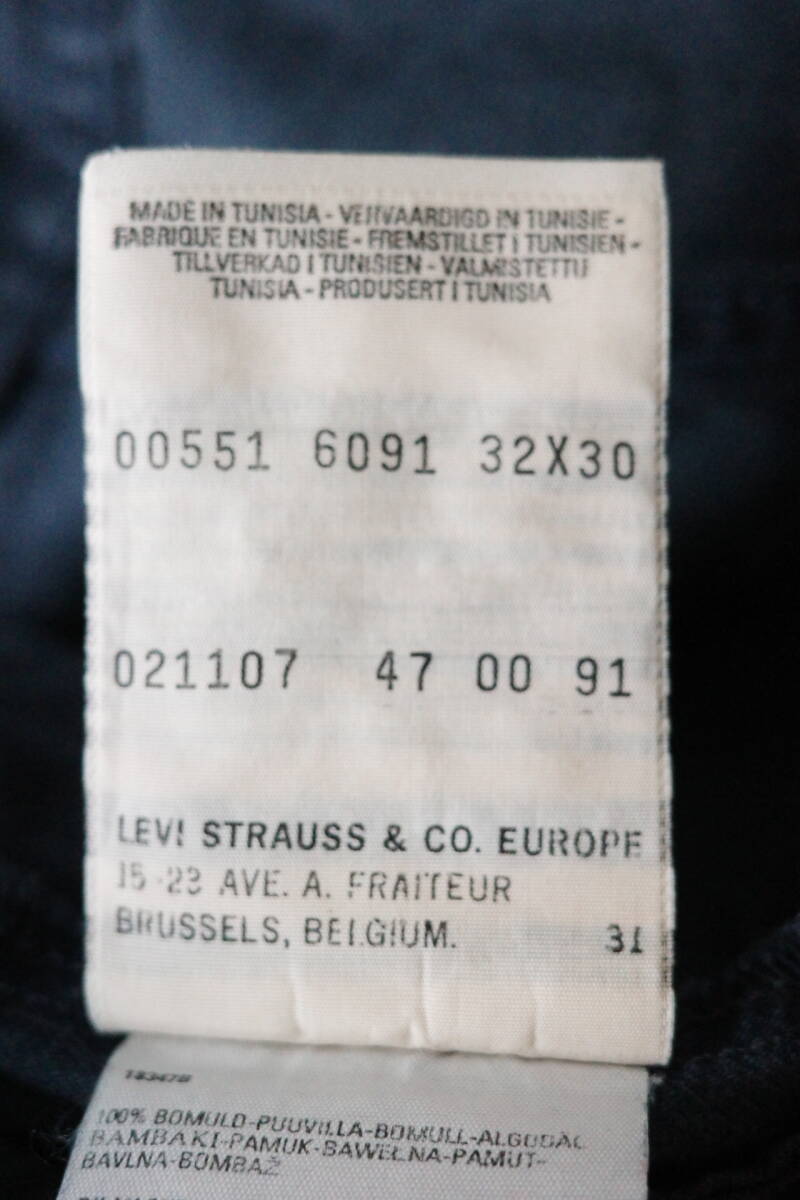 MADE IN TUNISIA - VERVAARDIGD IN TUNISIE -
FABRIQUE EN TUNISIE - FREMSTILLET I TUNISIEN -
TILLVERKAD I TUNISIEN - VALMISTETTU
TUNISIA - PRODUSERT I TUNISIA
00551 6091 32X30
021107 47 00 91
LEVI STRAUSS & CO. EUROPE
15-23 AVE. A. FRAITEUR
BRUSSELS, BELGIUM. 31
100% BOMULD-PUUVILLA-BOMULL-ALGODÃO
BAMBAKI-PAMUK-BAWEŁNA-PAMUT-
BAVLNA-BOMBAŽ